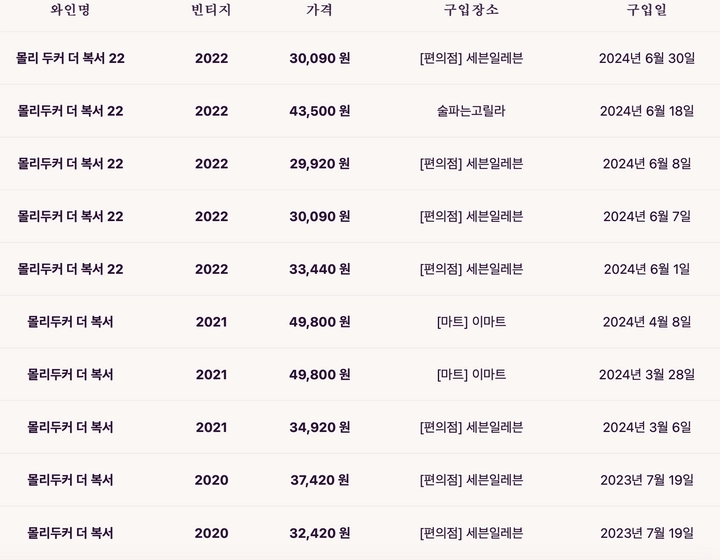 와인명 빈티지 가격 구입장소 구입일
몰리 두커 더 복서 22 2022 30,090 원 [편의점] 세븐일레븐 2024년 6월 30일
몰리두커 더 복서 22 2022 43,500 원 술파는고릴라 2024년 6월 18일
몰리두커 더 복서 22 2022 29,920 원 [편의점] 세븐일레븐 2024년 6월 8일
몰리두커 더 복서 22 2022 30,090 원 [편의점] 세븐일레븐 2024년 6월 7일
몰리두커 더 복서 22 2022 33,440 원 [편의점] 세븐일레븐 2024년 6월 1일
몰리두커 더 복서 2021 49,800 원 [마트] 이마트 2024년 4월 8일
몰리두커 더 복서 2021 49,800 원 [마트] 이마트 2024년 3월 28일
몰리두커 더 복서 2021 34,920 원 [편의점] 세븐일레븐 2024년 3월 6일
몰리두커 더 복서 2020 37,420 원 [편의점] 세븐일레븐 2023년 7월 19일
몰리두커 더 복서 2020 32,420 원 [편의점] 세븐일레븐 2023년 7월 19일